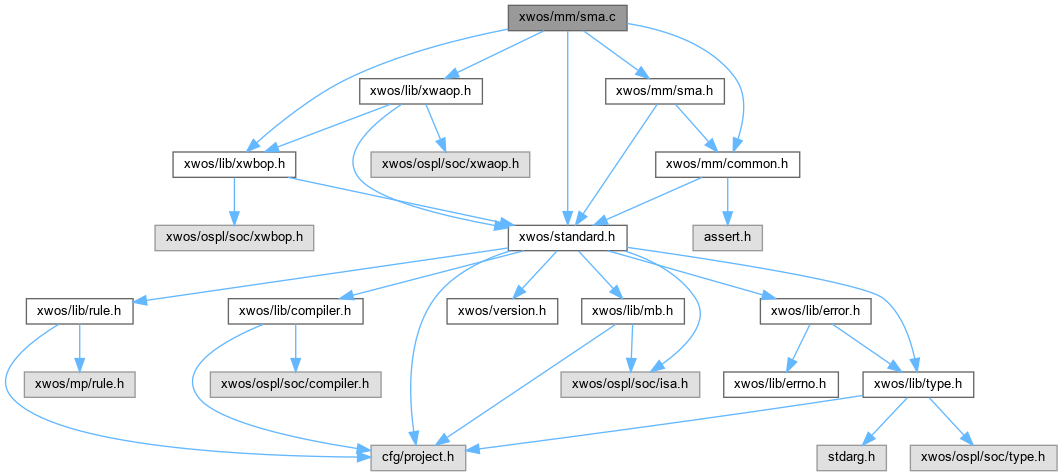 xwos/mm/sma.c
xwos/lib/xwaop.h
xwos/mm/sma.h
xwos/lib/xwbop.h
xwos/ospl/soc/xwaop.h
xwos/mm/common.h
xwos/ospl/soc/xwbop.h
xwos/standard.h
assert.h
xwos/lib/rule.h
xwos/lib/compiler.h
xwos/version.h
xwos/lib/mb.h
xwos/lib/error.h
xwos/mp/rule.h
xwos/ospl/soc/compiler.h
xwos/ospl/soc/isa.h
xwos/lib/errno.h
xwos/lib/type.h
cfg/project.h
stdarg.h
xwos/ospl/soc/type.h